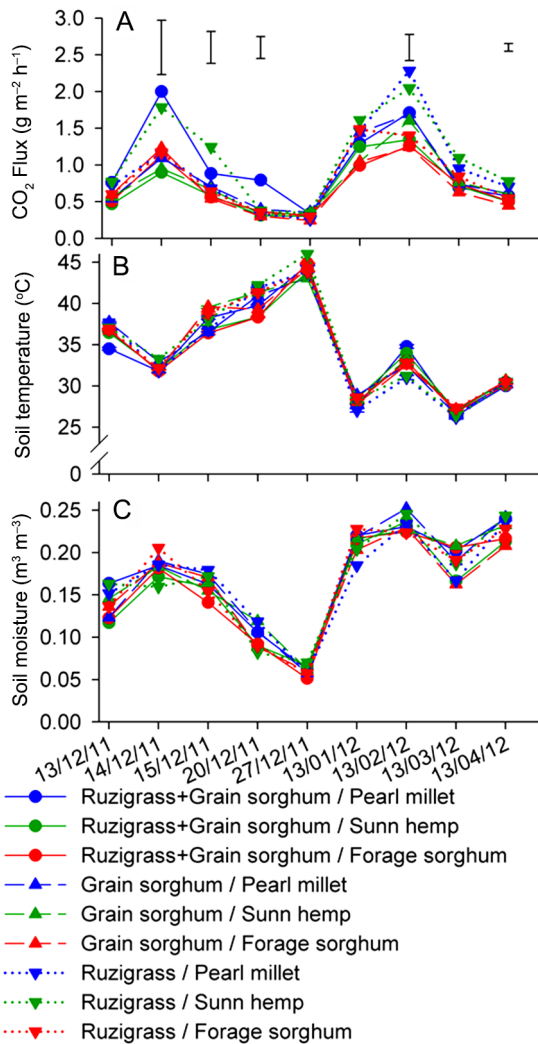 A
CO2 Flux (g m–2 h–1)
3.0
2.5
2.0
1.5
1.0
0.5
0.0
B
Soil temperature (oC)
45
40
35
30
25
0
C
Soil moisture (m3 m–3)
0.25
0.20
0.15
0.10
0.05
0.00
13/12/11 14/12/11 15/12/11 20/12/11 27/12/11 13/01/12 13/02/12 13/03/12 13/04/12
Ruzigrass+Grain sorghum / Pearl millet
Ruzigrass+Grain sorghum / Sunn hemp
Ruzigrass+Grain sorghum / Forage sorghum
Grain sorghum / Pearl millet
Grain sorghum / Sunn hemp
Grain sorghum / Forage sorghum
Ruzigrass / Pearl millet
Ruzigrass / Sunn hemp
Ruzigrass / Forage sorghum